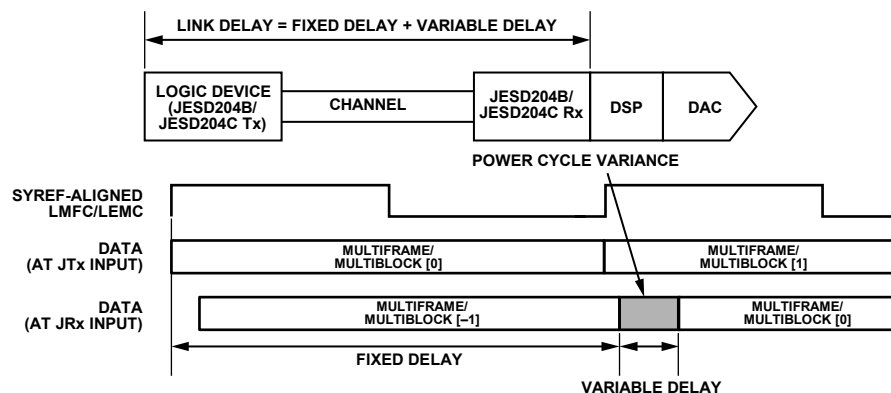 LINK DELAY = FIXED DELAY + VARIABLE DELAY
LOGIC DEVICE
(JESD204B/
JESD204C Tx)
CHANNEL
JESD204B/
JESD204C Rx
DSP
DAC
POWER CYCLE VARIANCE
SYREF-ALIGNED
LMFC/LEMC
DATA
(AT JTx INPUT)
MULTIFRAME/
MULTIBLOCK [0]
MULTIFRAME/
MULTIBLOCK [1]
DATA
(AT JRx INPUT)
MULTIFRAME/
MULTIBLOCK [–1]
MULTIFRAME/
MULTIBLOCK [0]
FIXED DELAY
VARIABLE DELAY